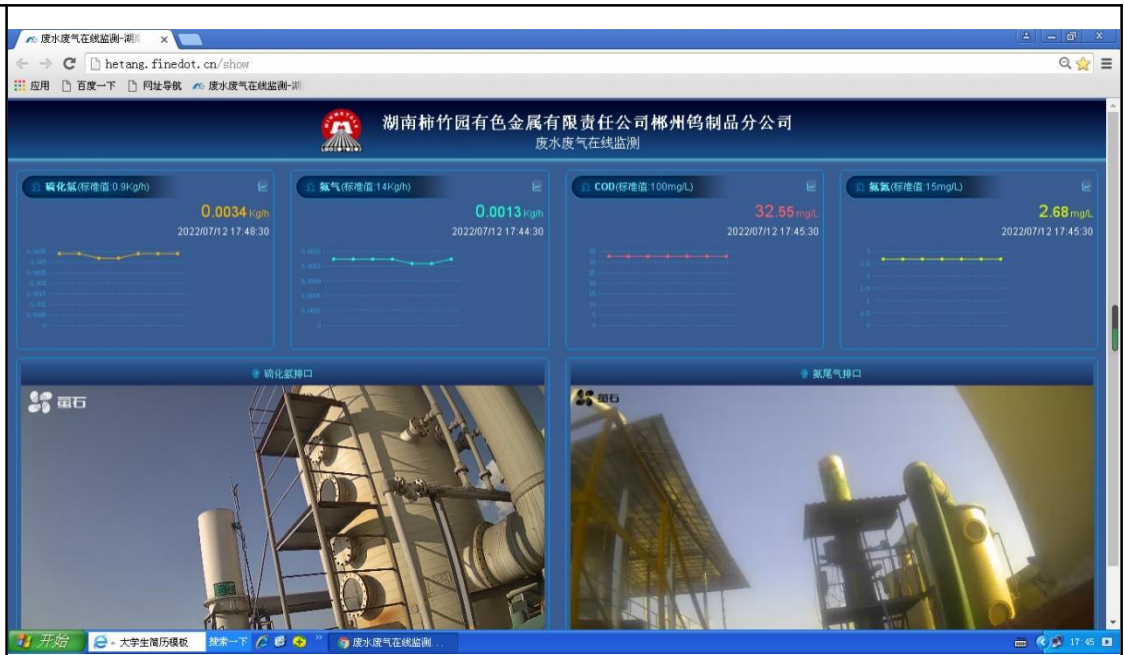 废水废气在线监测-湖
hetang.finedot.cn/show
应用 百度一下 网址导航 废水废气在线监测-湖
湖南柿竹园有色金属有限责任公司郴州钨制品分公司
废水废气在线监测
硫化氢(标准值:0.9Kg/h)
0.0034 Kg/h
2022/07/12 17:48:30
氨气(标准值:14Kg/h)
0.0013 Kg/h
2022/07/12 17:44:30
COD(标准值:100mg/L)
32.55 mg/L
2022/07/12 17:45:30
氨氮(标准值:15mg/L)
2.68 mg/L
2022/07/12 17:45:30
硫化氢排口
氨尾气排口
萤石
萤石
开始 大学生简历模板 搜索一下 废水废气在线监测... 17:45